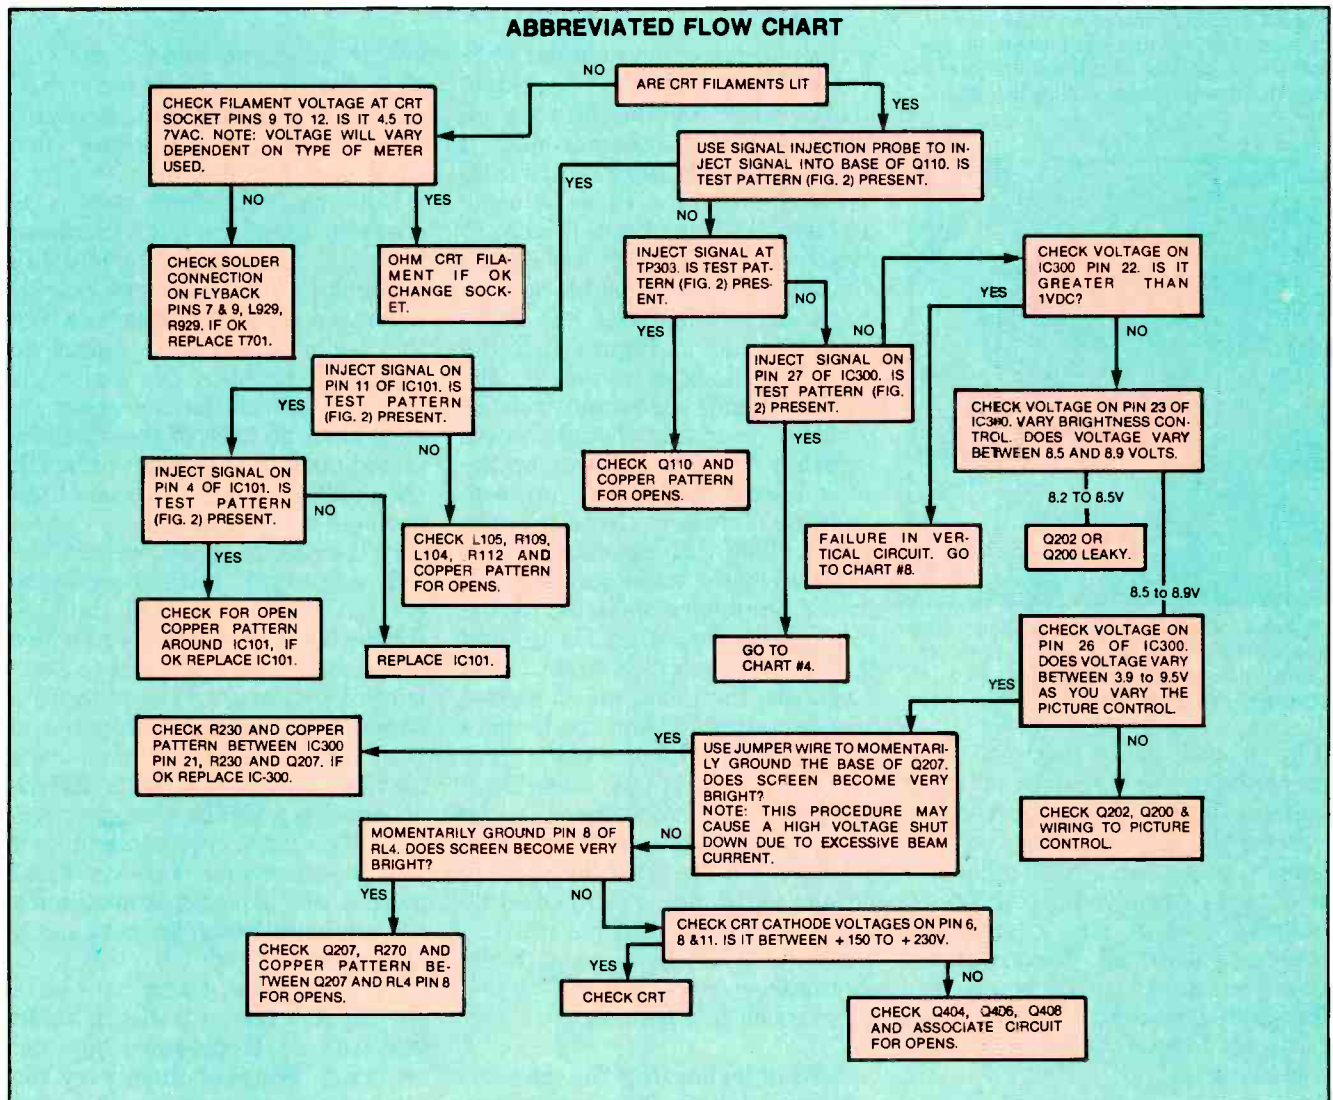 ABBREVIATED FLOW CHART
ARE CRT FILAMENTS LIT
NO
YES
CHECK FILAMENT VOLTAGE AT CRT
SOCKET PINS 9 TO 12. IS IT 4.5 TO
7VAC. NOTE: VOLTAGE WILL VARY
DEPENDENT ON TYPE OF METER
USED.
NO
YES
CHECK SOLDER
CONNECTION
ON FLYBACK
PINS 7 & 9, L929,
R929. IF OK
REPLACE T701.
OHM CRT FILA-
MENT IF OK
CHANGE SOCK-
ET.
USE SIGNAL INJECTION PROBE TO IN-
JECT SIGNAL INTO BASE OF Q110. IS
TEST PATTERN (FIG. 2) PRESENT.
YES
NO
INJECT SIGNAL AT
TP303. IS TEST PAT-
TERN (FIG. 2) PRES-
ENT.
YES
NO
CHECK VOLTAGE ON
IC300 PIN 22. IS IT
GREATER THAN
1VDC?
YES
NO
NO
INJECT SIGNAL ON
PIN 27 OF IC300. IS
TEST PATTERN (FIG.
2) PRESENT.
YES
INJECT SIGNAL ON
PIN 11 OF IC101. IS
TEST PATTERN
(FIG. 2) PRESENT.
YES
NO
CHECK VOLTAGE ON PIN 23 OF
IC300. VARY BRIGHTNESS CON-
TROL. DOES VOLTAGE VARY
BETWEEN 8.5 AND 8.9 VOLTS.
8.2 TO 8.5V
8.5 to 8.9V
CHECK Q110 AND
COPPER PATTERN
FOR OPENS.
INJECT SIGNAL ON
PIN 4 OF IC101. IS
TEST PATTERN
(FIG. 2) PRESENT.
NO
YES
CHECK L105, R109,
L104, R112 AND
COPPER PATTERN
FOR OPENS.
FAILURE IN VER-
TICAL CIRCUIT. GO
TO CHART #8.
Q202 OR
Q200 LEAKY.
CHECK FOR OPEN
COPPER PATTERN
AROUND IC101, IF
OK REPLACE IC101.
REPLACE IC101.
GO TO
CHART #4.
CHECK VOLTAGE ON
PIN 26 OF IC300.
DOES VOLTAGE VARY
BETWEEN 3.9 to 9.5V
AS YOU VARY THE
PICTURE CONTROL.
YES
NO
CHECK R230 AND COPPER
PATTERN BETWEEN IC300
PIN 21, R230 AND Q207. IF
OK REPLACE IC-300.
YES
USE JUMPER WIRE TO MOMENTARI-
LY GROUND THE BASE OF Q207.
DOES SCREEN BECOME VERY
BRIGHT?
NOTE: THIS PROCEDURE MAY
CAUSE A HIGH VOLTAGE SHUT
DOWN DUE TO EXCESSIVE BEAM
CURRENT.
NO
CHECK Q202, Q200 &
WIRING TO PICTURE
CONTROL.
MOMENTARILY GROUND PIN 8 OF
RL4. DOES SCREEN BECOME VERY
BRIGHT?
YES
NO
CHECK CRT CATHODE VOLTAGES ON PIN 6,
8 & 11. IS IT BETWEEN + 150 TO + 230V.
YES
NO
CHECK Q207, R270 AND
COPPER PATTERN BE-
TWEEN Q207 AND RL4 PIN 8
FOR OPENS.
CHECK CRT
CHECK Q404, Q406, Q408
AND ASSOCIATE CIRCUIT
FOR OPENS.